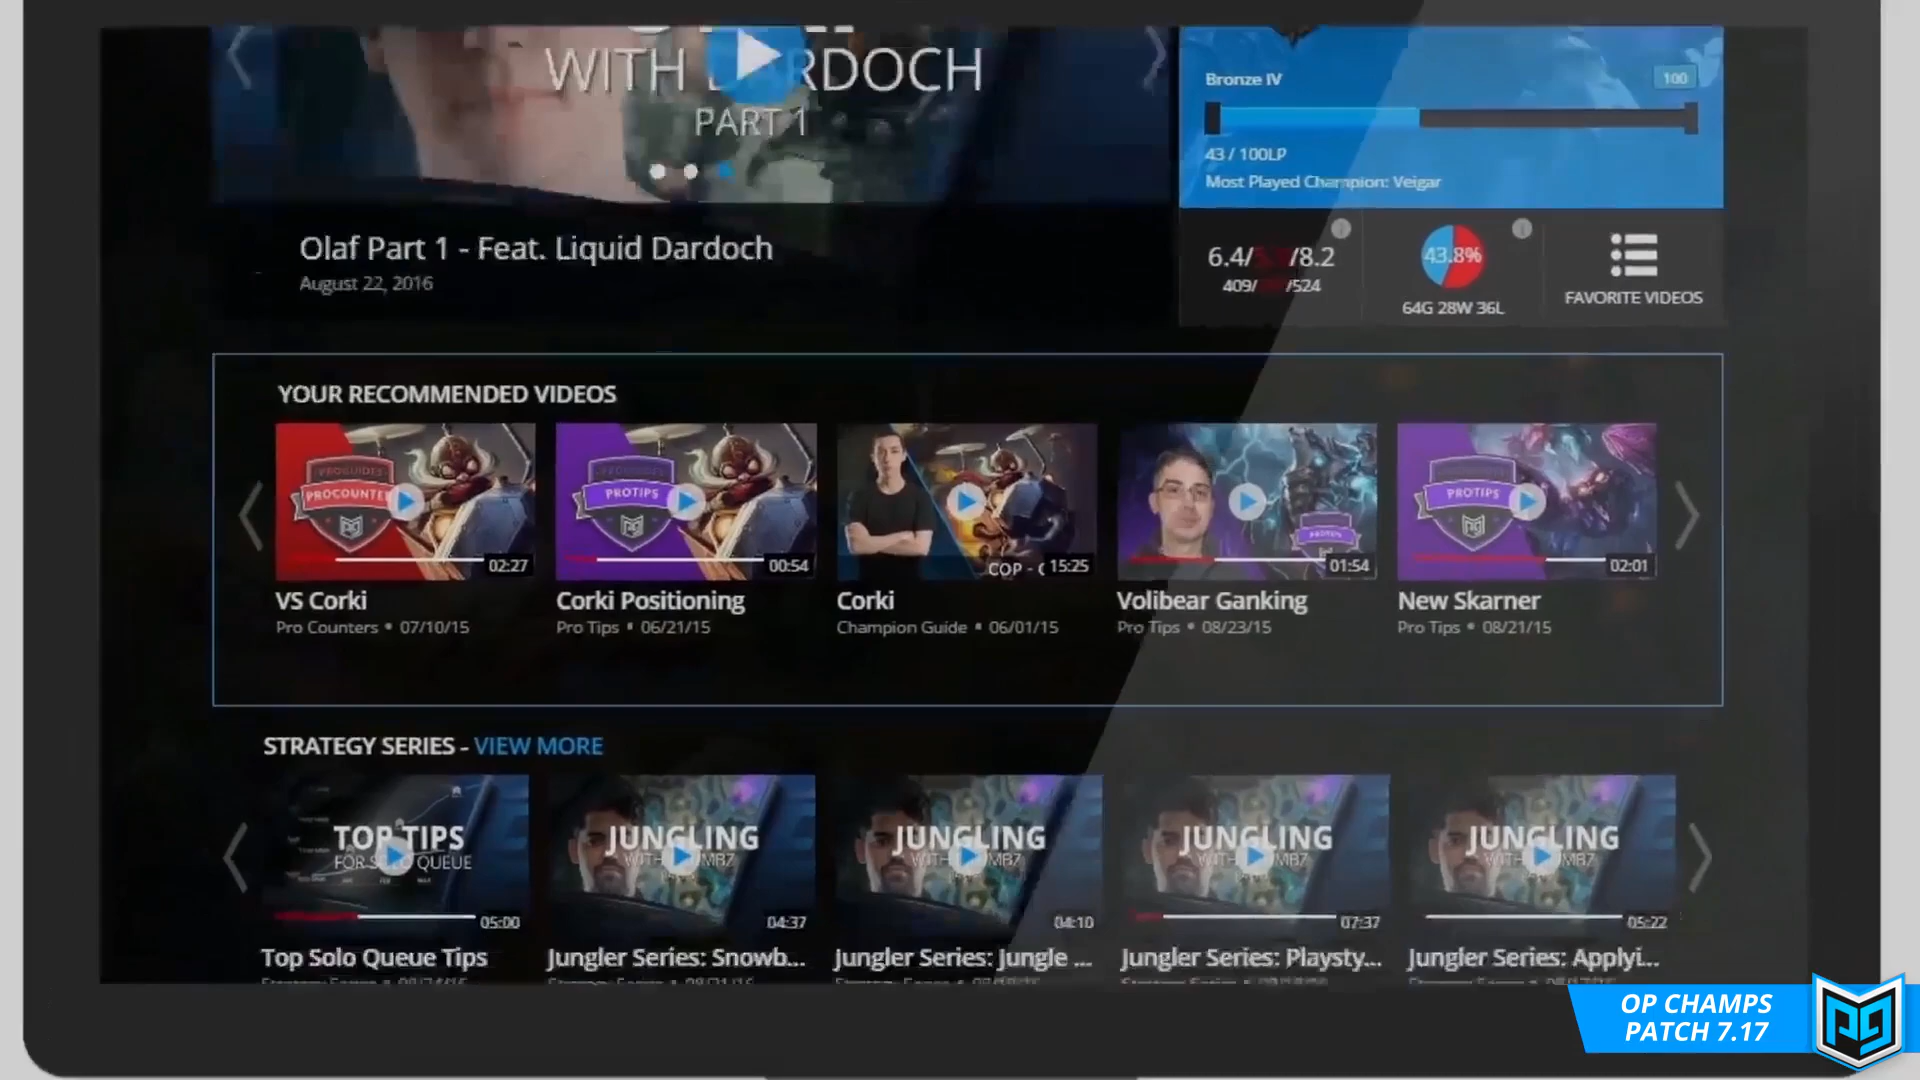 WITH DARDOCH
PART 1
Bronze IV
100
43 / 100LP
Most Played Champion: Veigar
Olaf Part 1 - Feat. Liquid Dardoch
August 22, 2016
6.4/ /8.2
409/ /524
43.8%
64G 28W 36L
FAVORITE VIDEOS
YOUR RECOMMENDED VIDEOS
PROGUIDES
PROCOUNTER
02:27
PROTIPS
00:54
COP - C
15:25
PROTIPS
01:54
PROTIPS
02:01
VS Corki
Pro Counters • 07/10/15
Corki Positioning
Pro Tips • 06/21/15
Corki
Champion Guide • 06/01/15
Volibear Ganking
Pro Tips • 08/23/15
New Skarner
Pro Tips • 08/21/15
STRATEGY SERIES - VIEW MORE
TOP TIPS
FOR SOLO QUEUE
05:00
JUNGLING
04:37
JUNGLING
04:10
JUNGLING
07:37
JUNGLING
05:22
Top Solo Queue Tips
Jungler Series: Snowb...
Jungler Series: Jungle ...
Jungler Series: Playsty...
Jungler Series: Applyi...
OP CHAMPS
PATCH 7.17